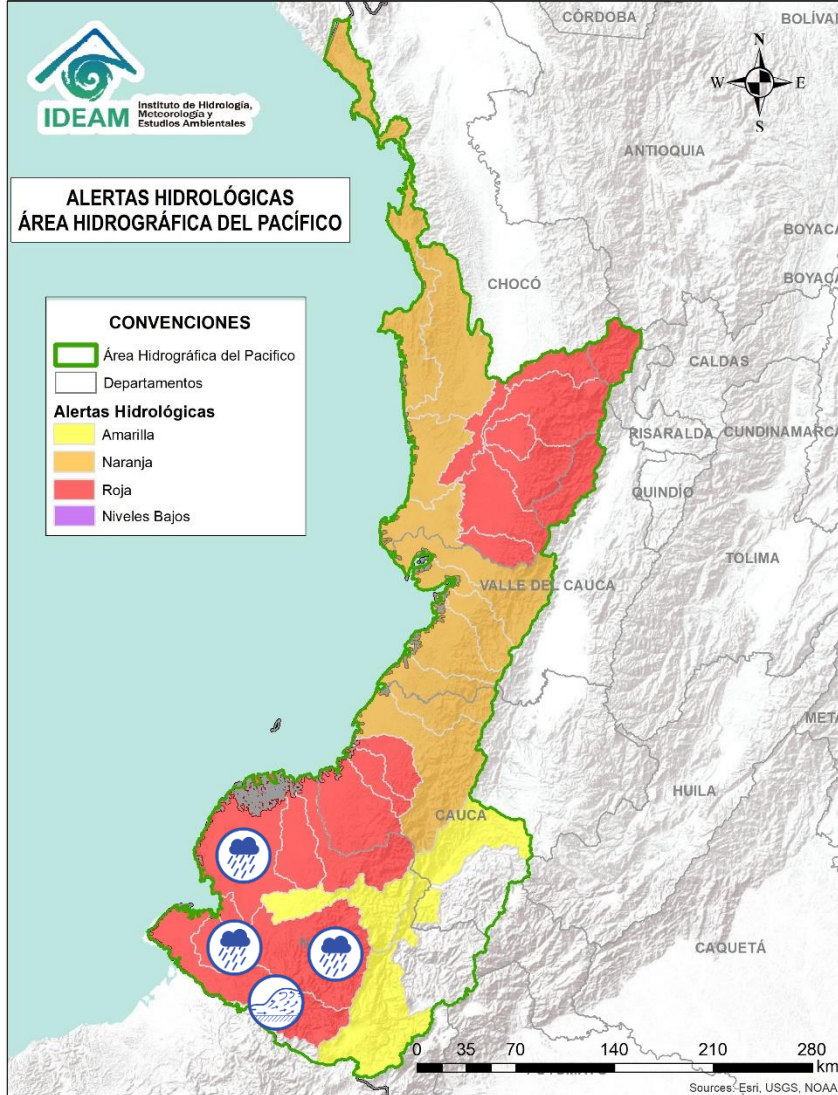 CÓRDOBA
BOLÍVA
N
W
E
S
IDEAM
Instituto de Hidrología,
Meteorología y
Estudios Ambientales
ANTIOQUIA
ALERTAS HIDROLÓGICAS
ÁREA HIDROGRÁFICA DEL PACÍFICO
BOYACÁ
BOYACÁ
CHOCÓ
CONVENCIONES
Área Hidrográfica del Pacifico
Departamentos
Alertas Hidrológicas
Amarilla
Naranja
Roja
Niveles Bajos
CALDAS
RISARALDA
CUNDINAMARCA
QUINDÍO
TOLIMA
VALLE DEL CAUCA
META
HUILA
CAUCA
CAQUETÁ
0 35 70 140 210 280
km
Sources: Esri, USGS, NOAA